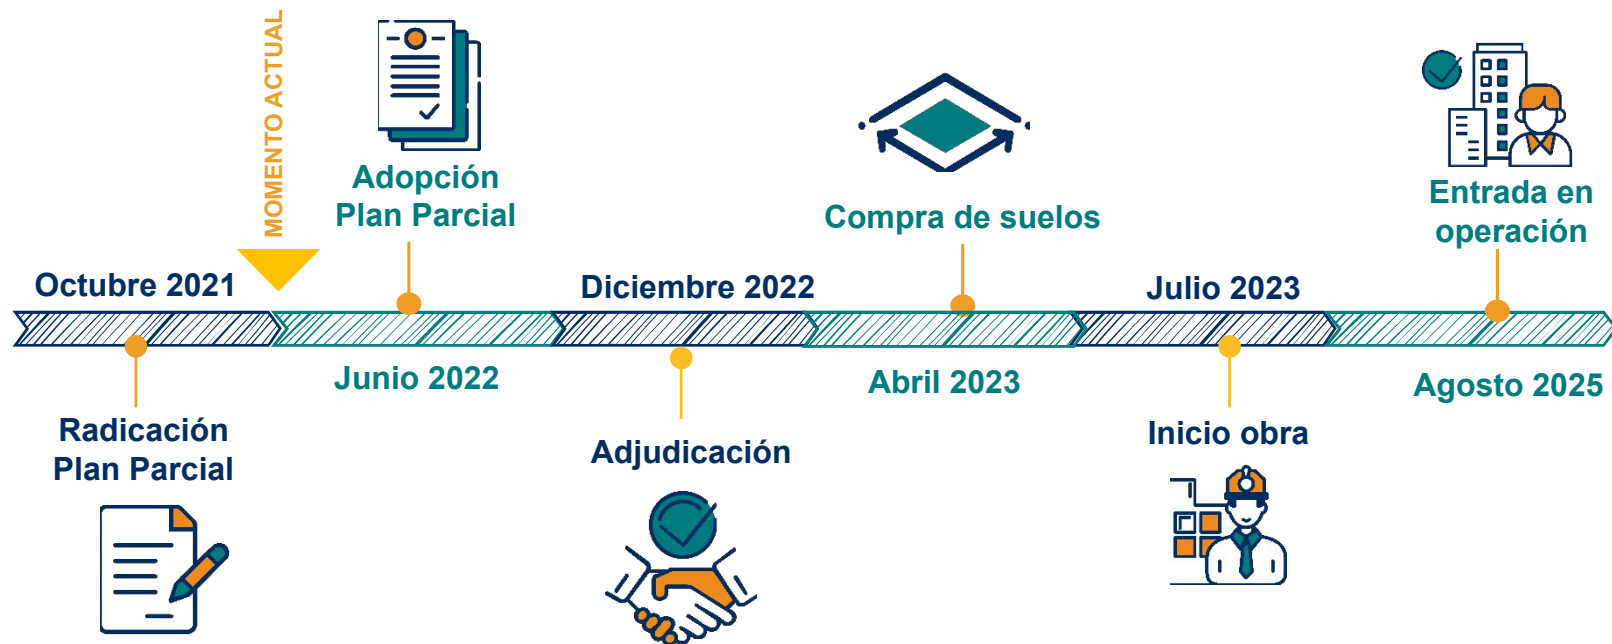 MOMENTO ACTUAL
Adopción
Plan Parcial
Compra de suelos
Entrada en
operación
Octubre 2021
Diciembre 2022
Julio 2023
Junio 2022
Abril 2023
Agosto 2025
Radicación
Plan Parcial
Adjudicación
Inicio obra